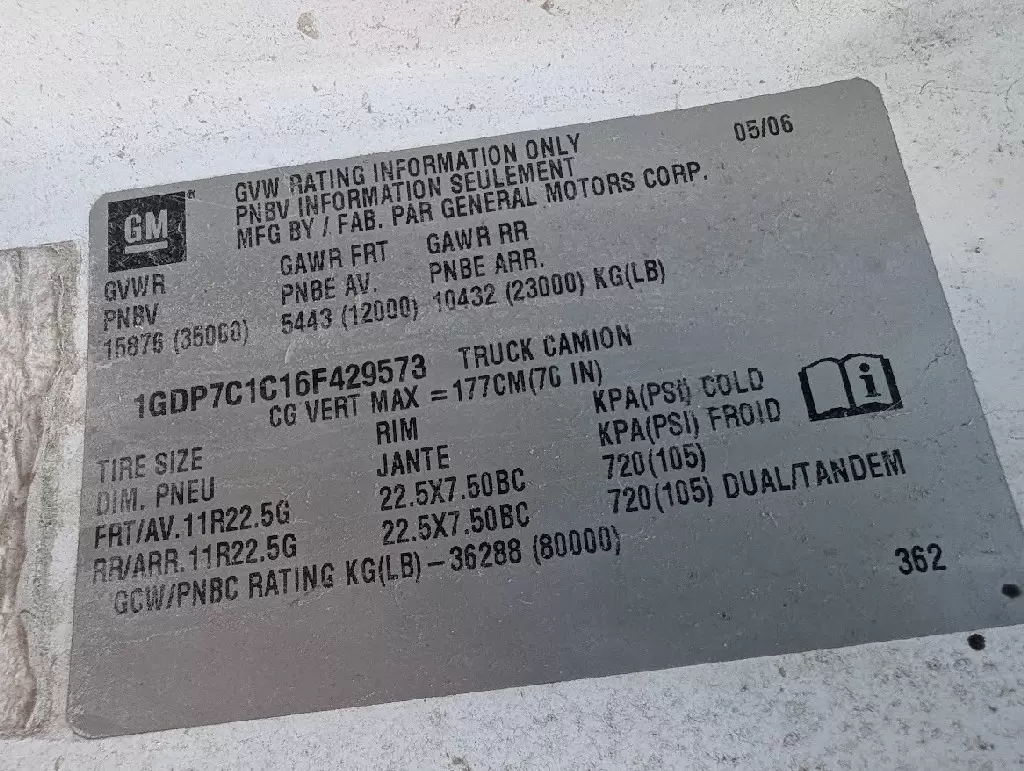 GM
GVW RATING INFORMATION ONLY
05/06
PNBV INFORMATION SEULEMENT
MFG BY / FAB. PAR GENERAL MOTORS CORP.
GVWR GAWR FRT GAWR RR
PNBV PNBE AV. PNBE ARR.
15876 (35000) 5443 (12000) 10432 (23000) KG(LB)
1GDP7C1C16F429573 TRUCK CAMION
CG VERT MAX = 177CM(70 IN)
TIRE SIZE RIM KPA(PSI) COLD
DIM. PNEU JANTE KPA(PSI) FROID
FRT/AV. 11R22.5G 22.5X7.50BC 720(105)
RR/ARR. 11R22.5G 22.5X7.50BC 720(105) DUAL/TANDEM
GCW/PNBC RATING KG(LB) – 36288 (80000)
362